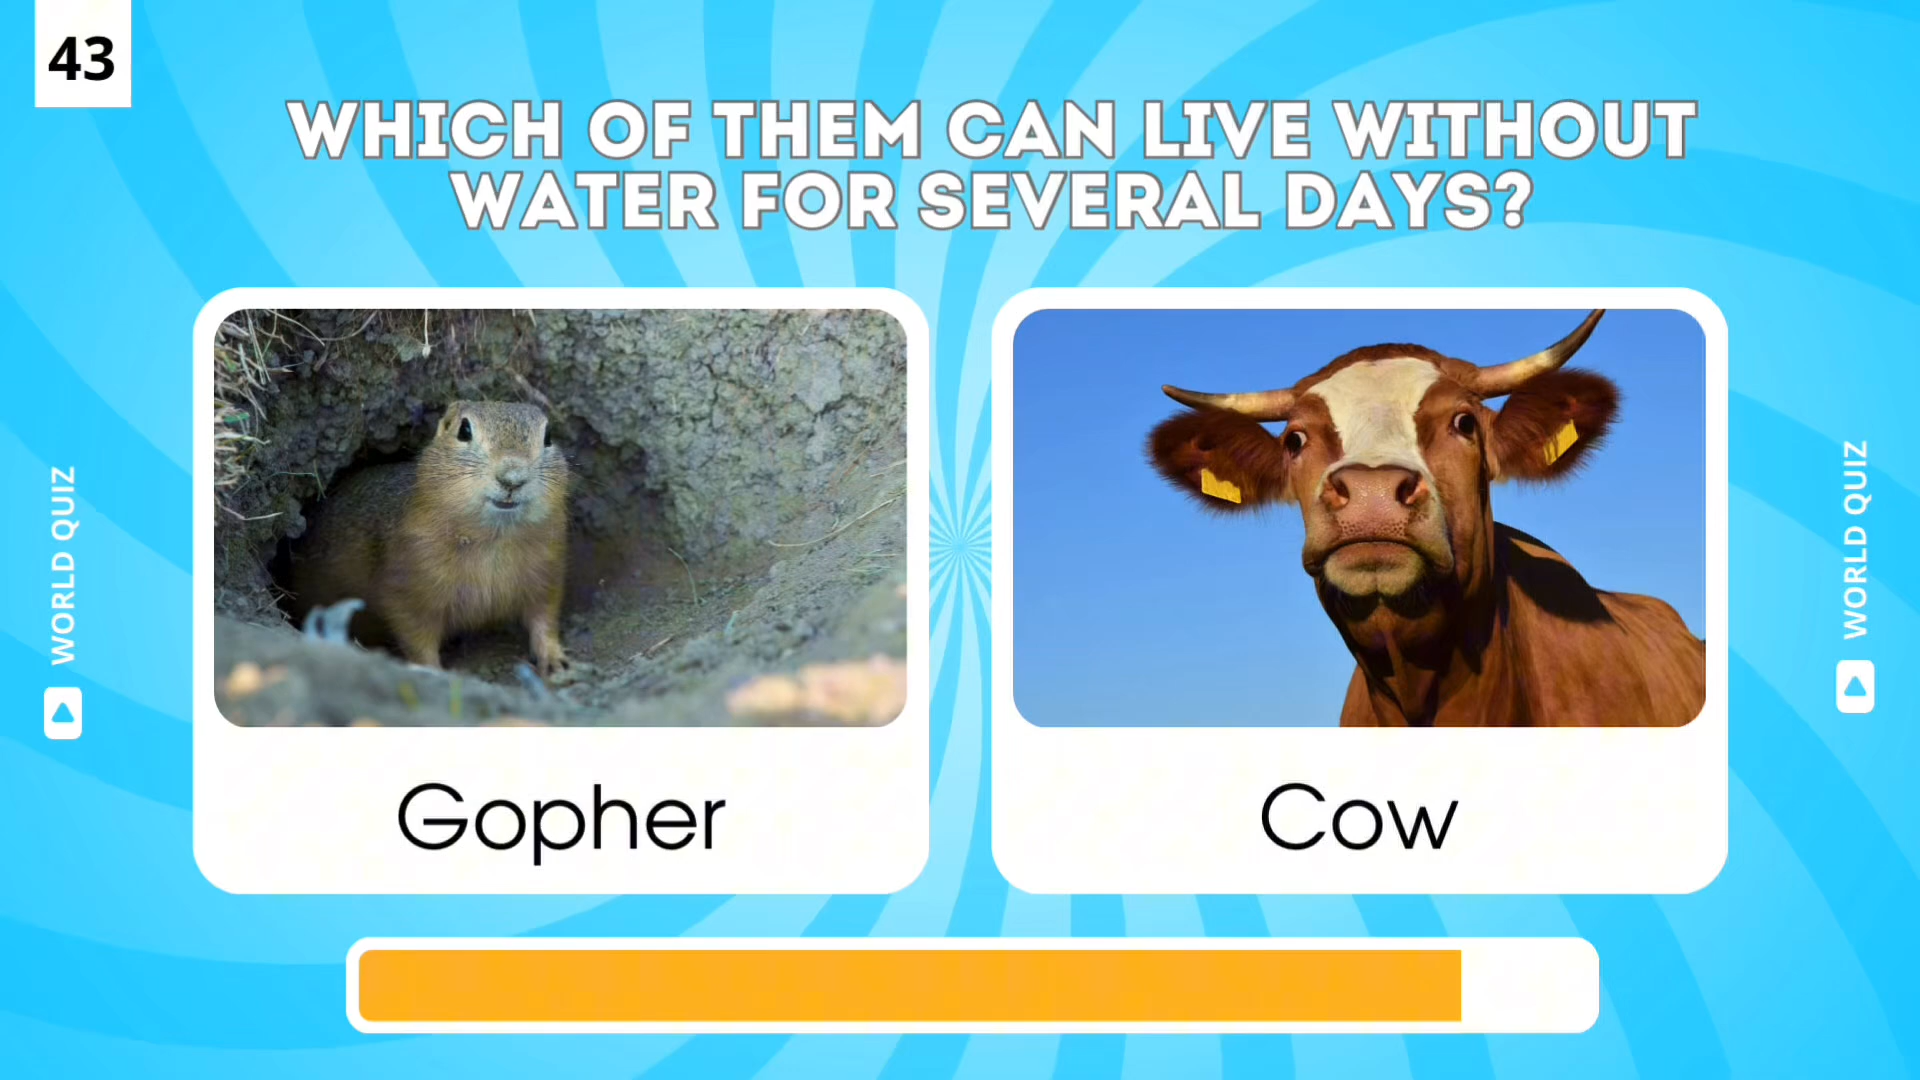 43
WHICH OF THEM CAN LIVE WITHOUT
WATER FOR SEVERAL DAYS?
WORLD QUIZ
WORLD QUIZ
Gopher
Cow